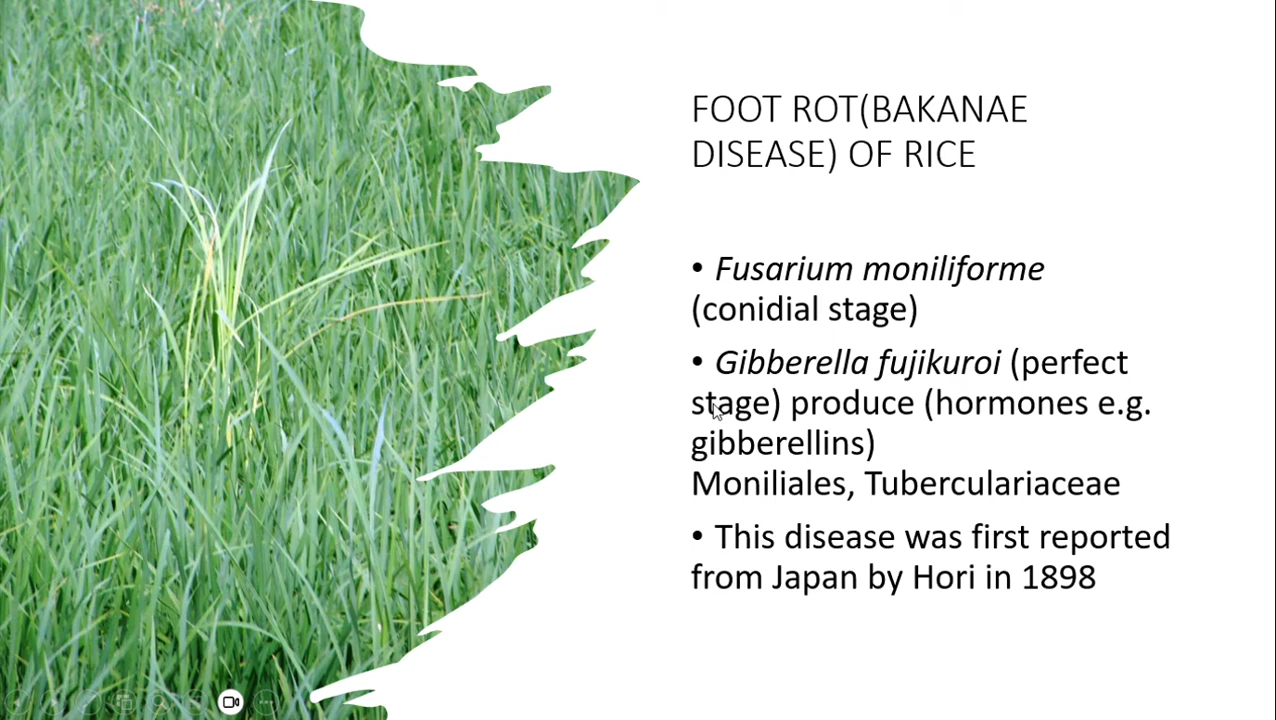 FOOT ROT(BAKANAE
DISEASE) OF RICE
• Fusarium moniliforme
(conidial stage)
• Gibberella fujikuroi (perfect
stage) produce (hormones e.g.
gibberellins)
Moniliales, Tuberculariaceae
• This disease was first reported
from Japan by Hori in 1898